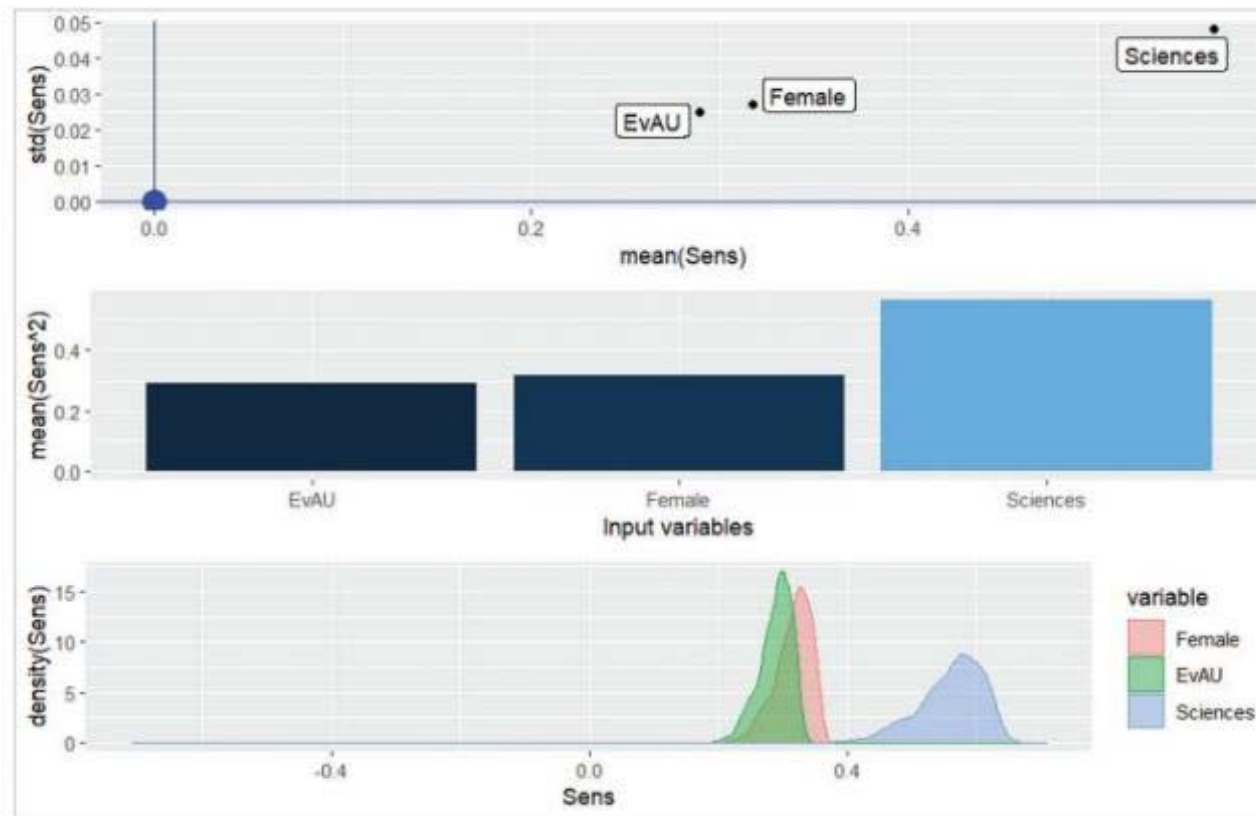 0.05
0.04
0.03
0.02
0.01
0.00
std(Sens)
Sciences
Female
EvAU
0.0 0.2 0.4
mean(Sens)
mean(Sens^2)
0.4
0.2
0.0
EvAU Female Sciences
Input variables
density(Sens)
15
10
5
0
-0.4 0.0 0.4
Sens
variable
Female
EvAU
Sciences